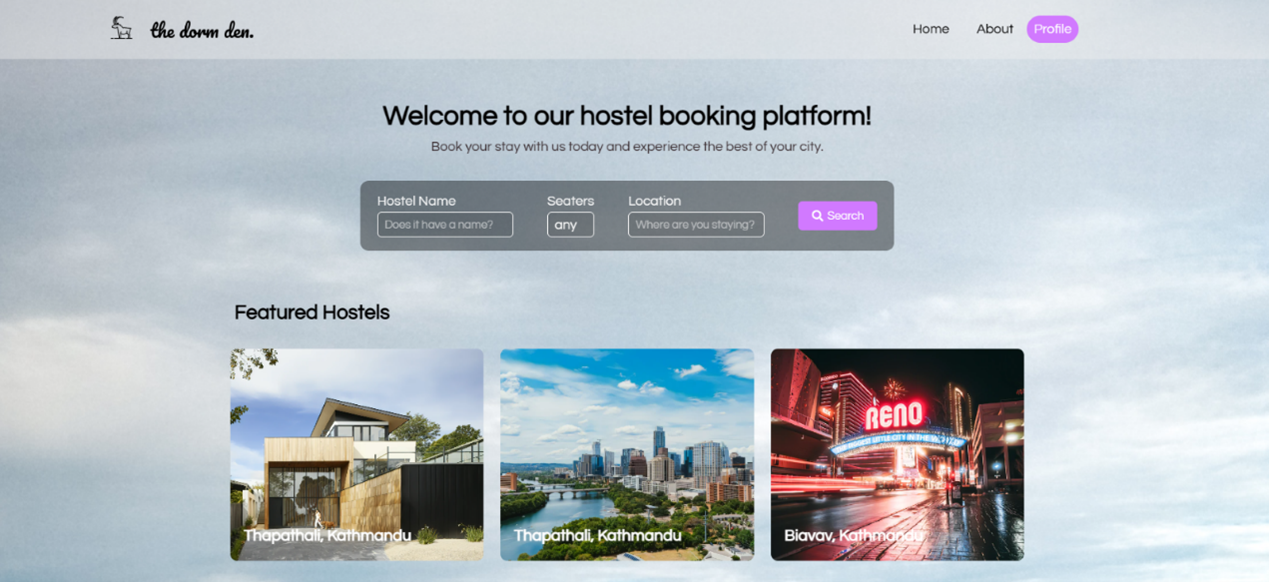 the dorm den.
Home About Profile
Welcome to our hostel booking platform!
Book your stay with us today and experience the best of your city.
Hostel Name Seaters Location
Does it have a name? any Where are you staying? Search
Featured Hostels
RENO
BIGGEST LITTLE CITY IN THE WORLD
Thapathali, Kathmandu Thapathali, Kathmandu Biavav, Kathmandu